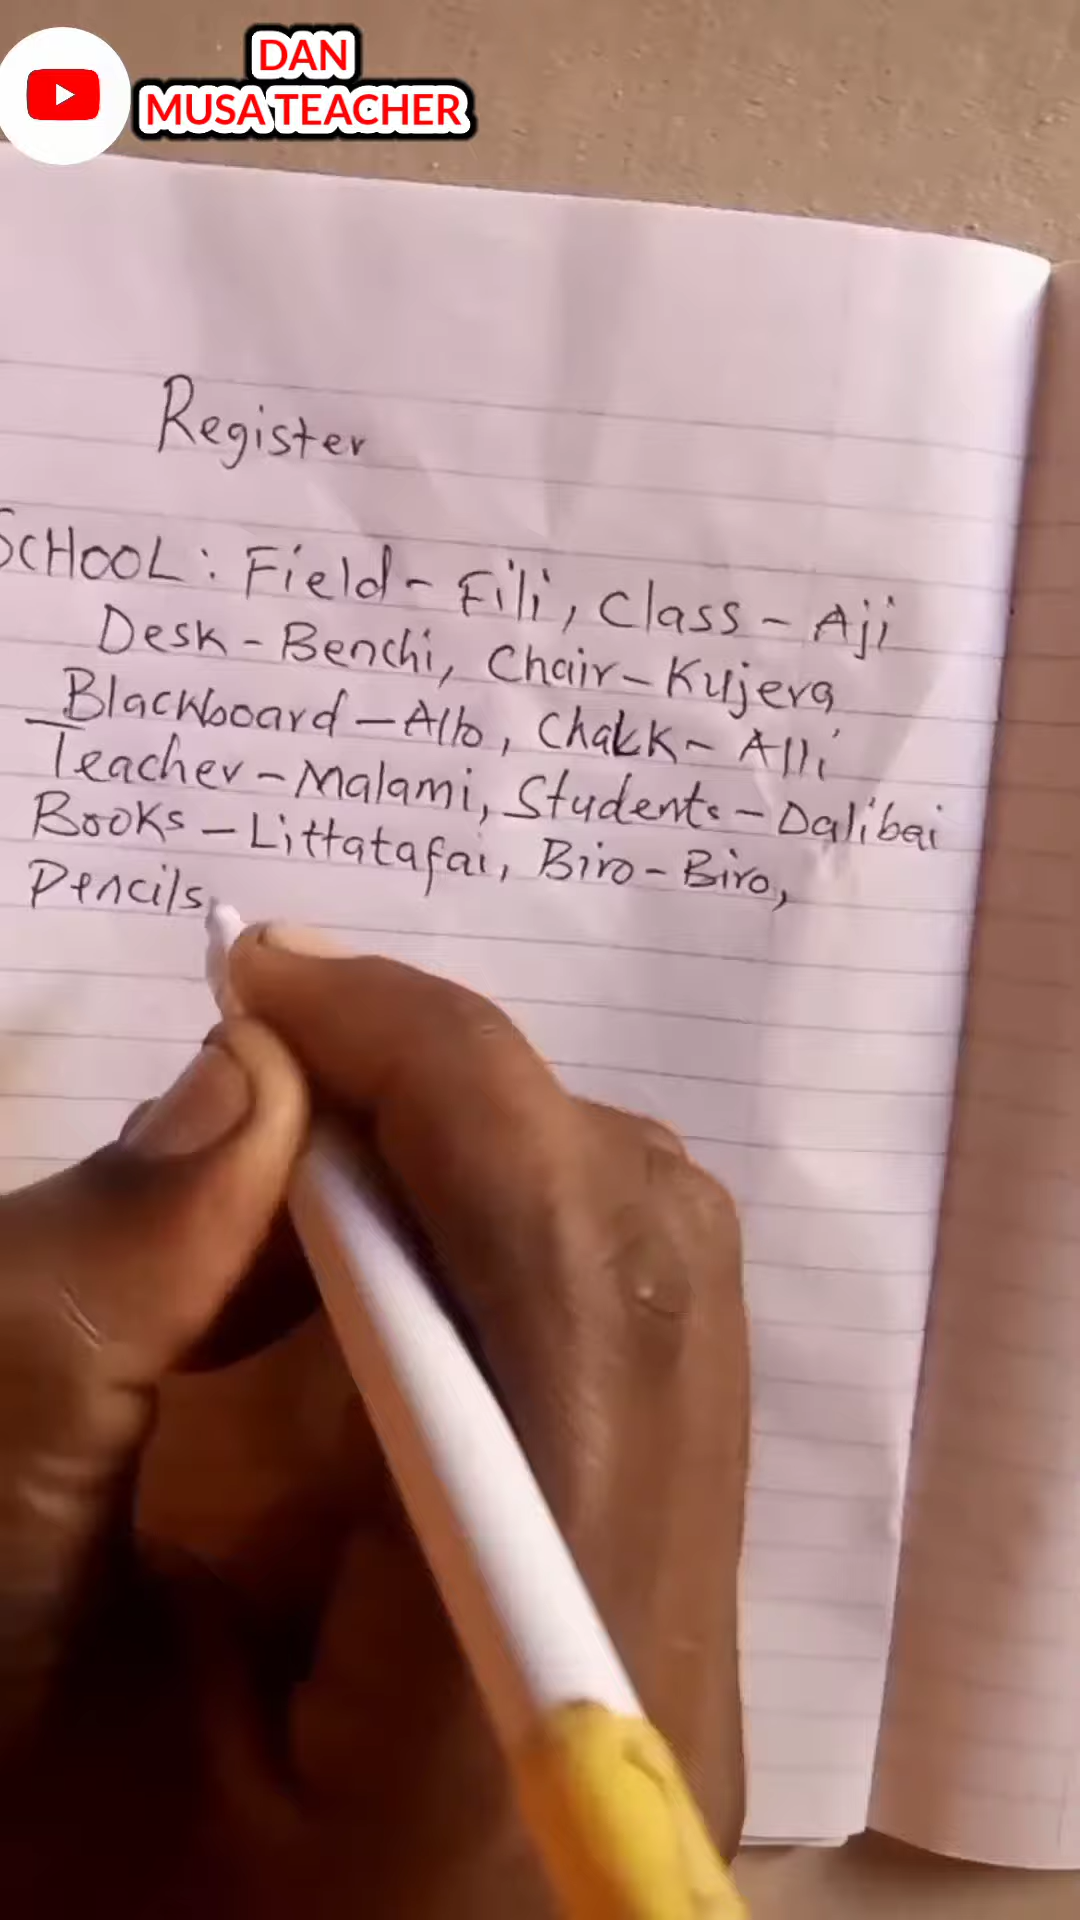 DAN
MUSA TEACHER
Register
SCHOOL: Field - Fili, Class - Aji
Desk - Benchi, Chair - Kujera
Blackboard - Allo, Chalk - Alli
Teacher - Malami, Students - Dalibai
Books - Littatafai, Biro - Biro,
Pencils